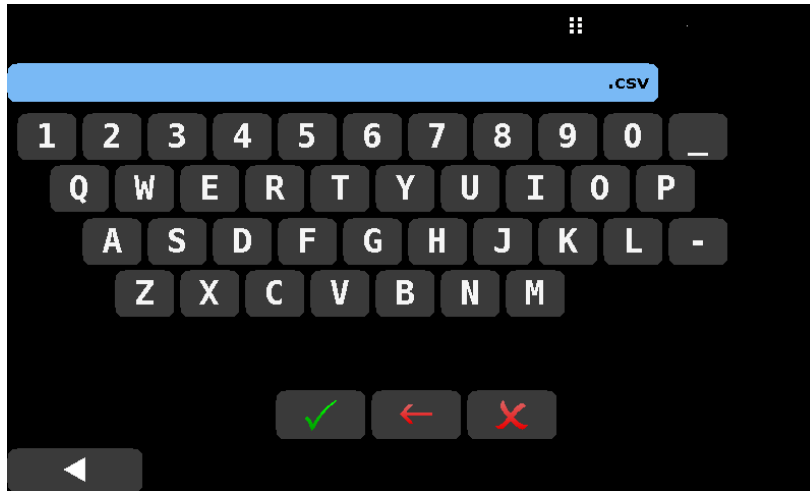 .csv
1 2 3 4 5 6 7 8 9 0 _
Q W E R T Y U I O P
A S D F G H J K L -
Z X C V B N M